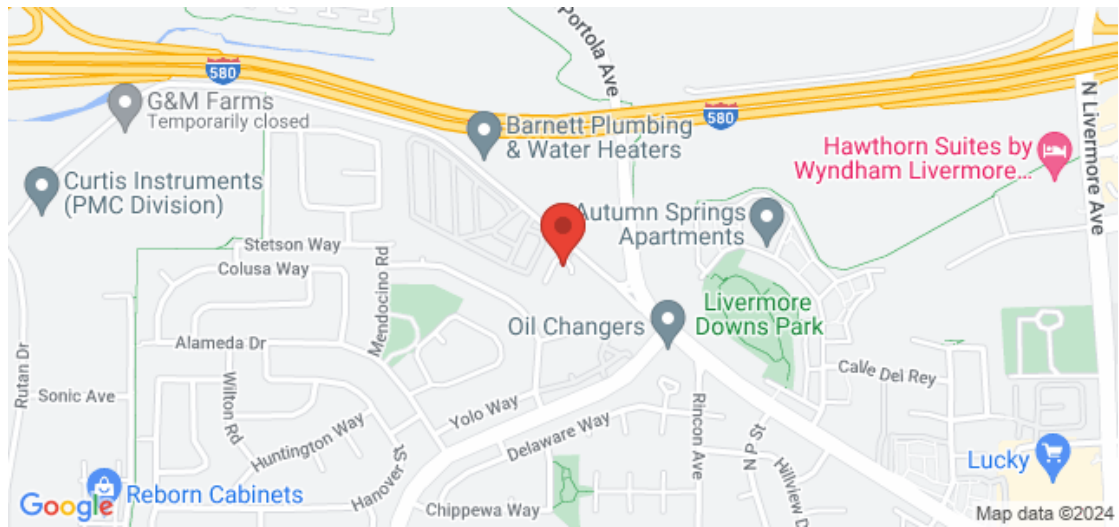 580
G&M Farms
Temporarily closed
Portola Ave
580
N Livermore Ave
Barnett Plumbing
& Water Heaters
Hawthorn Suites by
Wyndham Livermore...
Curtis Instruments
(PMC Division)
Autumn Springs
Apartments
Stetson Way
Colusa Way
Mendocino Rd
Livermore
Downs Park
Oil Changers
Rutan Dr
Alameda Dr
Calle Del Rey
Sonic Ave
Wilton Rd
Yolo Way
Huntington Way
Delaware Way
Rincon Ave
N P St
Hillview D
Hanover St
Lucky
Reborn Cabinets
Chippewa Way
Google
Map data ©2024